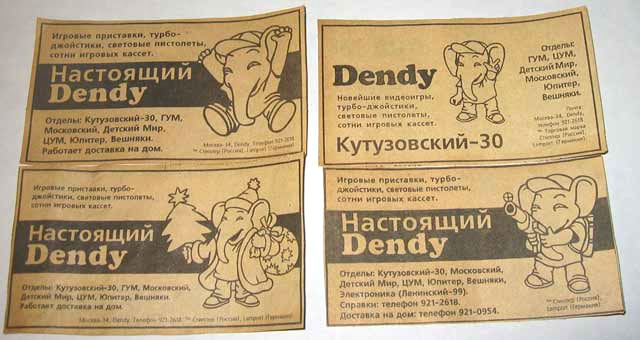 Игровые приставки, турбо-
джойстики, световые пистолеты,
сотни игровых кассет.
Настоящий
Dendy
Отделы: Кутузовский-30, ГУМ,
Московский, Детский Мир,
ЦУМ, Юпитер, Вешняки.
Работает доставка на дом.
Москва-34, Dendy. Телефон 921-2618.
™ Стиплер (Россия), Lamport (Германия)
Dendy
Новейшие видеоигры,
турбо-джойстики,
световые пистолеты,
сотни игровых кассет.
Кутузовский-30
Отделы:
ГУМ, ЦУМ,
Детский Мир,
Московский,
Юпитер,
Вешняки.
Почта:
Москва-34, Dendy,
телефон 921-2618
™ Торговая марка
Стиплер (Россия),
Lamport (Германия)
Игровые приставки, турбо-
джойстики, световые пистолеты,
сотни игровых кассет.
Настоящий
Dendy
Отделы: Кутузовский-30, ГУМ, Московский,
Детский Мир, ЦУМ, Юпитер, Вешняки.
Работает доставка на дом.
Москва-34, Dendy. Телефон 921-2618. ™ Стиплер (Россия), Lamport (Германия)
Игровые приставки, турбо-
джойстики, световые пистолеты,
сотни игровых кассет.
Настоящий
Dendy
Отделы: Кутузовский-30, Московский,
Детский Мир, ГУМ, ЦУМ, Юпитер, Вешняки,
Электроника (Ленинский-99).
Справки: телефон 921-2618.
Доставка на дом: телефон 921-0954.
™ Стиплер (Россия),
Lamport (Германия)